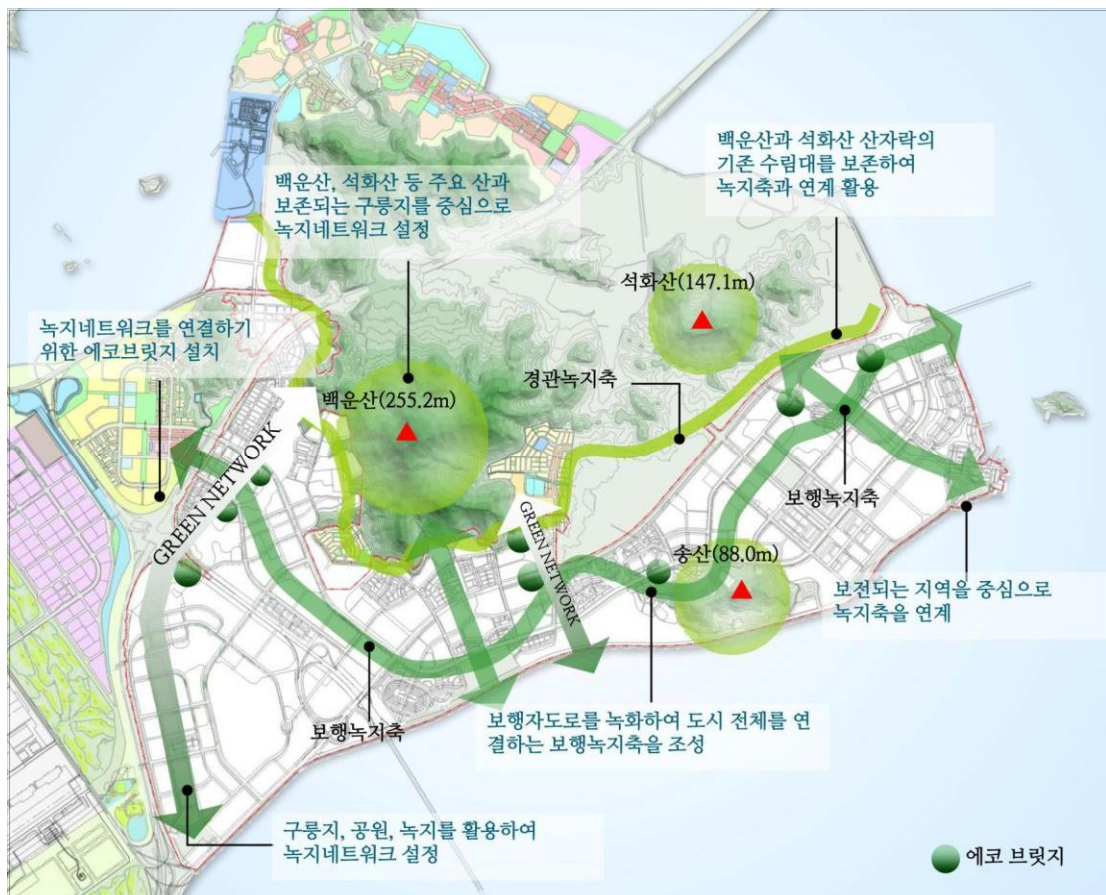 백운산과 석화산 산자락의
기존 수림대를 보존하여
녹지축과 연계 활용
백운산, 석화산 등 주요 산과
보존되는 구릉지를 중심으로
녹지네트워크 설정
석화산(147.1m)
녹지네트워크를 연결하기
위한 에코브릿지 설치
경관녹지축
백운산(255.2m)
GREEN NETWORK
보행녹지축
GREEN NETWORK
송산(88.0m)
보전되는 지역을 중심으로
녹지축을 연계
보행녹지축
보행자도로를 녹화하여 도시 전체를 연
결하는 보행녹지축을 조성
구릉지, 공원, 녹지를 활용하여
녹지네트워크 설정
에코 브릿지